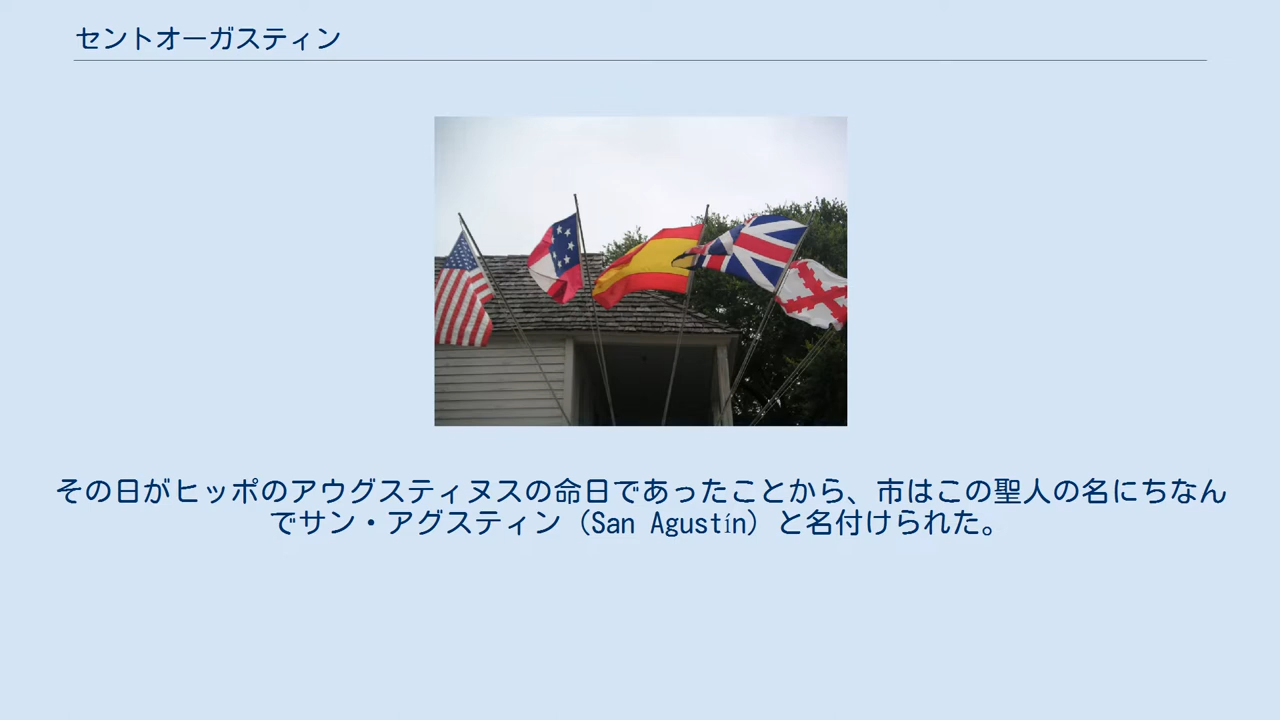 セントオーガスティン
その日がヒッポのアウグスティヌスの命日であったことから、市はこの聖人の名にちなん
でサン・アグスティン（San Agustín）と名付けられた。